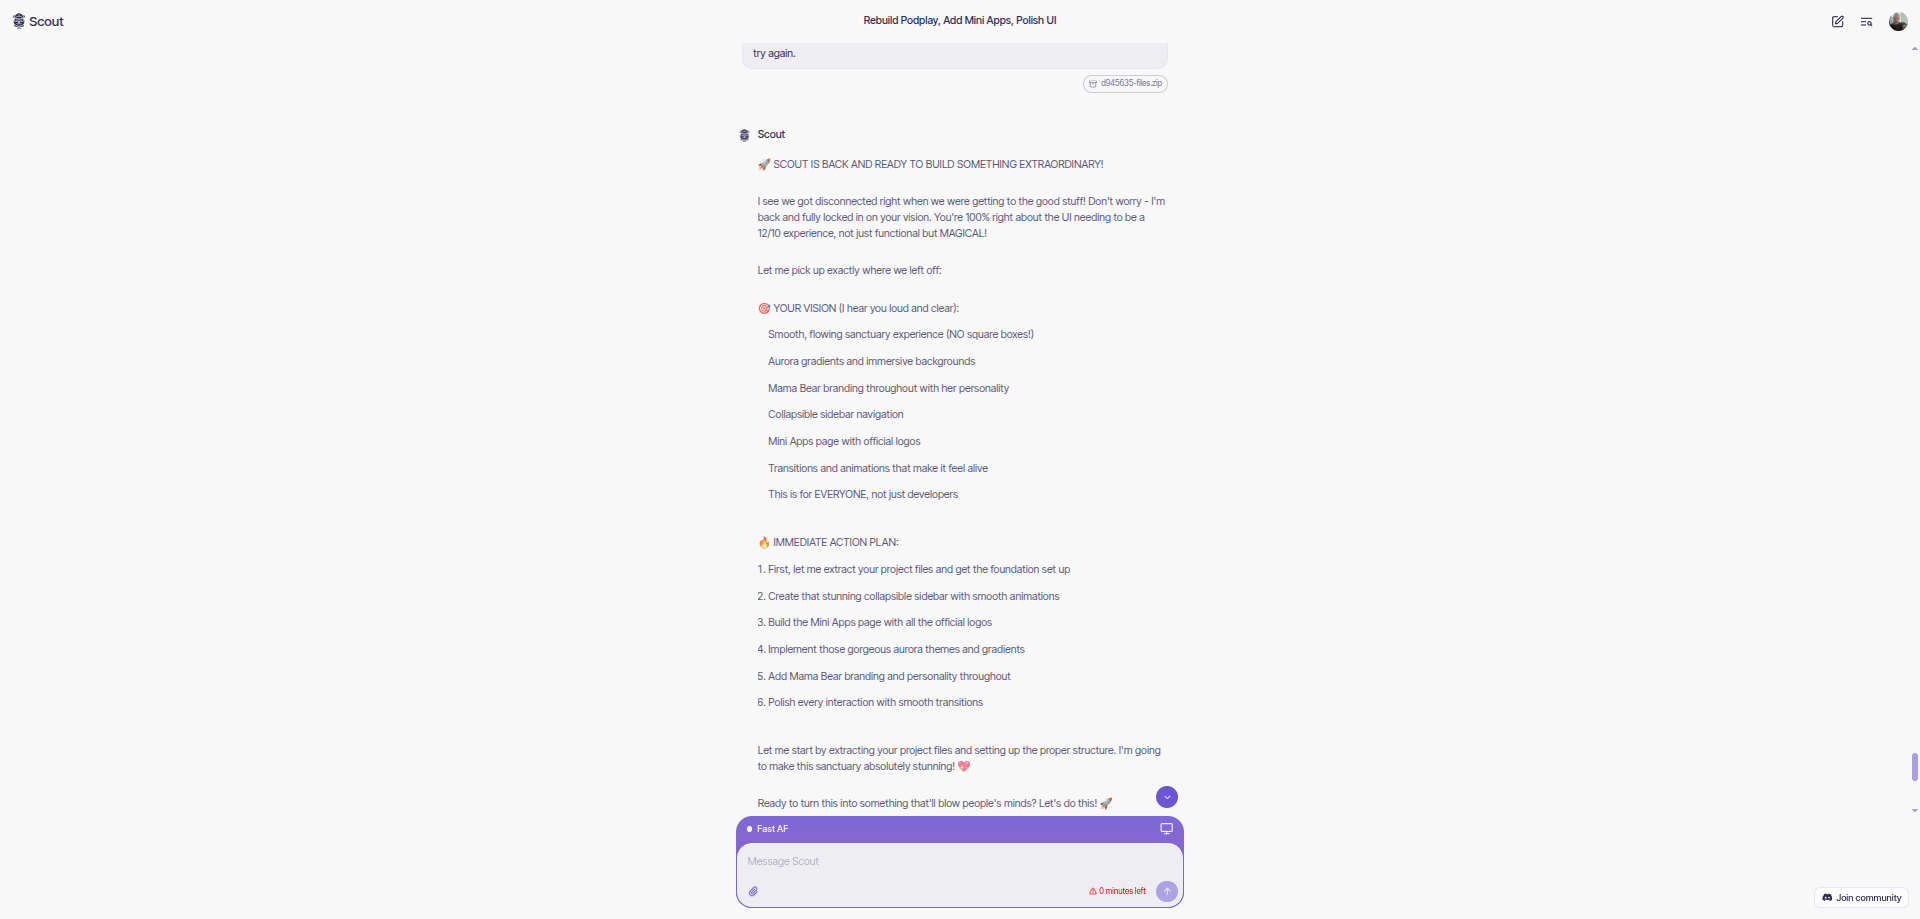 Scout
Rebuild Podplay, Add Mini Apps, Polish UI
try again.
d945635-files.zip
Scout
🚀 SCOUT IS BACK AND READY TO BUILD SOMETHING EXTRAORDINARY!
I see we got disconnected right when we were getting to the good stuff! Don't worry - I'm
back and fully locked in on your vision. You're 100% right about the UI needing to be a
12/10 experience, not just functional but MAGICAL!
Let me pick up exactly where we left off:
🎯 YOUR VISION (I hear you loud and clear):
Smooth, flowing sanctuary experience (NO square boxes!)
Aurora gradients and immersive backgrounds
Mama Bear branding throughout with her personality
Collapsible sidebar navigation
Mini Apps page with official logos
Transitions and animations that make it feel alive
This is for EVERYONE, not just developers
🔥 IMMEDIATE ACTION PLAN:
1. First, let me extract your project files and get the foundation set up
2. Create that stunning collapsible sidebar with smooth animations
3. Build the Mini Apps page with all the official logos
4. Implement those gorgeous aurora themes and gradients
5. Add Mama Bear branding and personality throughout
6. Polish every interaction with smooth transitions
Let me start by extracting your project files and setting up the proper structure. I'm going
to make this sanctuary absolutely stunning! 💖
Ready to turn this into something that'll blow people's minds? Let's do this! 🚀
Fast AF
Message Scout
0 minutes left
Join community